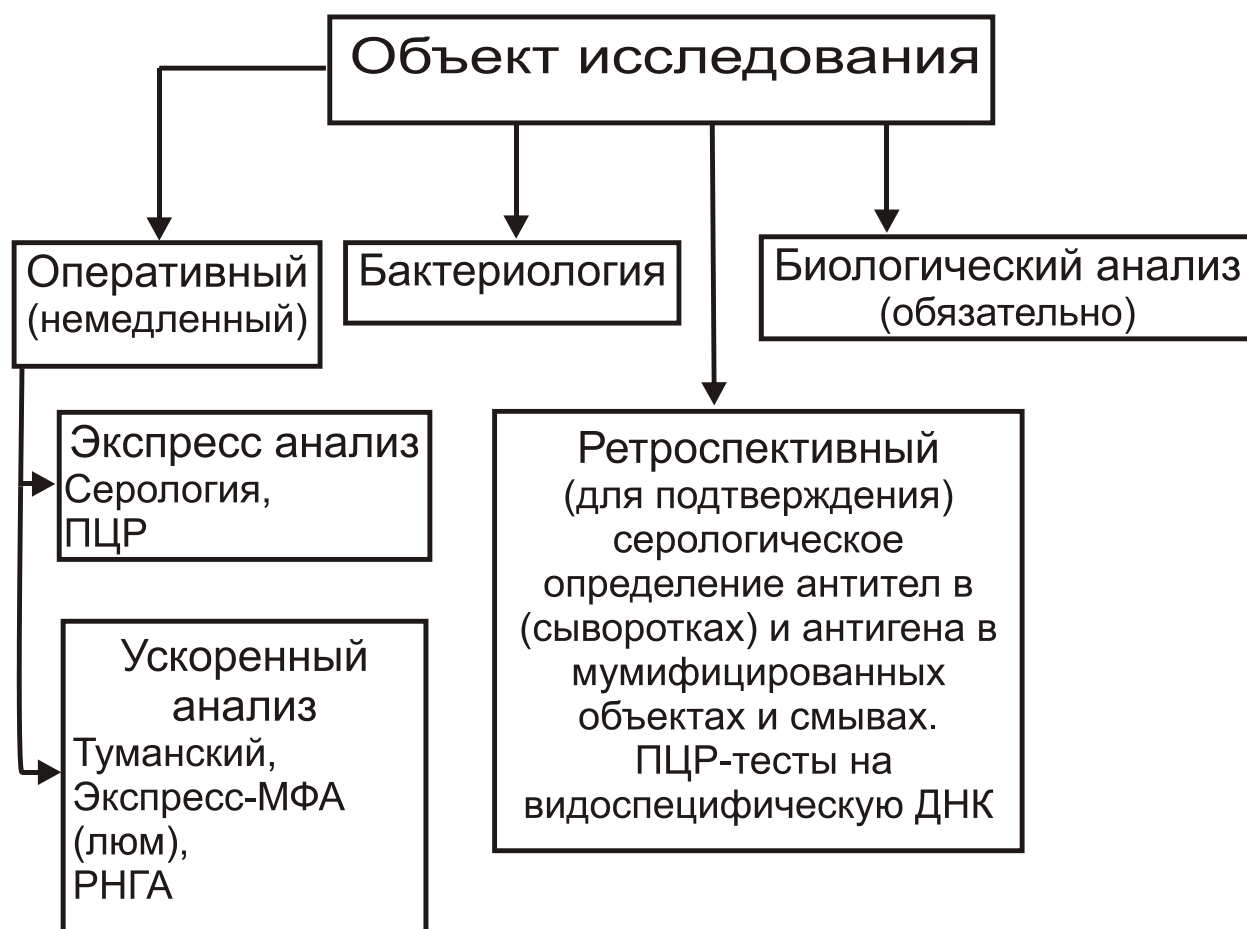 Объект исследования
Оперативный
(немедленный)
Бактериология
Биологический анализ
(обязательно)
Экспресс анализ
Серология,
ПЦР
Ретроспективный
(для подтверждения)
серологическое
определение антител в
(сыворотках) и антигена в
мумифицированных
объектах и смывах.
ПЦР-тесты на
видоспецифическую ДНК
Ускоренный
анализ
Туманский,
Экспресс-МФА
(люм),
РНГА